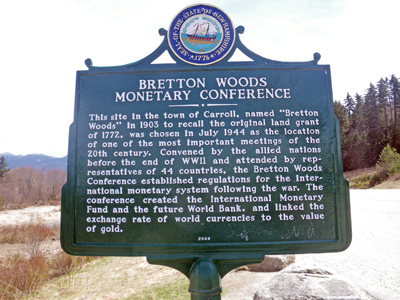 SEAL OF THE STATE OF NEW HAMPSHIRE
1776
BRETTON WOODS
MONETARY CONFERENCE
This site in the town of Carroll, named "Bretton
Woods" in 1903 to recall the original land grant
of 1772, was chosen in July 1944 as the location
of one of the most important meetings of the
20th century. Convened by the allied nations
before the end of WWII and attended by rep-
resentatives of 44 countries, the Bretton Woods
Conference established regulations for the inter-
national monetary system following the war. The
conference created the International Monetary
Fund and the future World Bank, and linked the
exchange rate of world currencies to the value
of gold.
2009